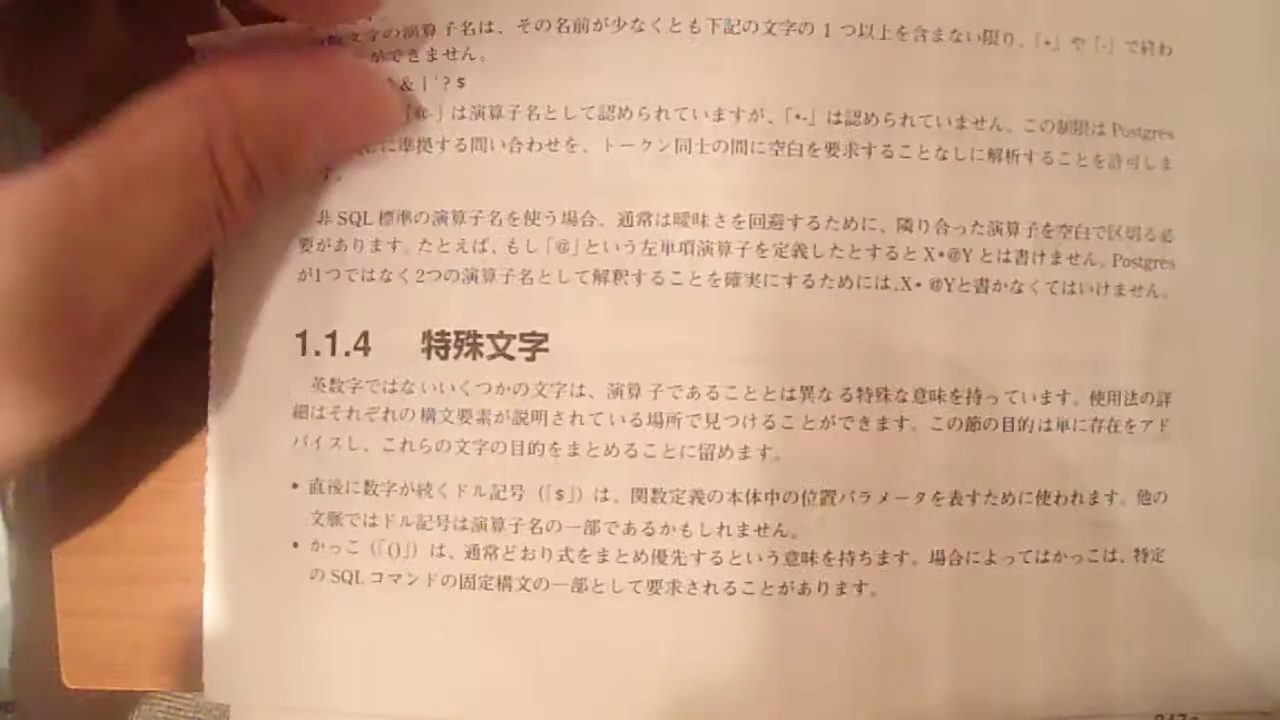 文字の演算子名は、その名前が少なくとも下記の文字の 1 つ以上を含まない限り、「+」や「-」で終わ
ができません。
& | ` ? $
「@-」は演算子名として認められていますが、「*-」は認められていません。この制限は Postgres
に準拠する問い合わせを、トークン同士の間に空白を要求することなしに解析することを許可しま
す。
非 SQL 標準の演算子名を使う場合、通常は曖昧さを回避するために、隣り合った演算子を空白で区切る必
要があります。たとえば、もし「@」という左単項演算子を定義したとすると X*@Y とは書けません。Postgres
が1つではなく2つの演算子名として解釈することを確実にするためには、X* @Yと書かなくてはいけません。
1.1.4 特殊文字
英数字ではないいくつかの文字は、演算子であることとは異なる特殊な意味を持っています。使用法の詳
細はそれぞれの構文要素が説明されている場所で見つけることができます。この節の目的は単に存在をアド
バイスし、これらの文字の目的をまとめることに留めます。
• 直後に数字が続くドル記号（「$」）は、関数定義の本体中の位置パラメータを表すために使われます。他の
文脈ではドル記号は演算子名の一部であるかもしれません。
• かっこ（「()」）は、通常どおり式をまとめ優先するという意味を持ちます。場合によってはかっこは、特定
の SQL コマンドの固定構文の一部として要求されることがあります。